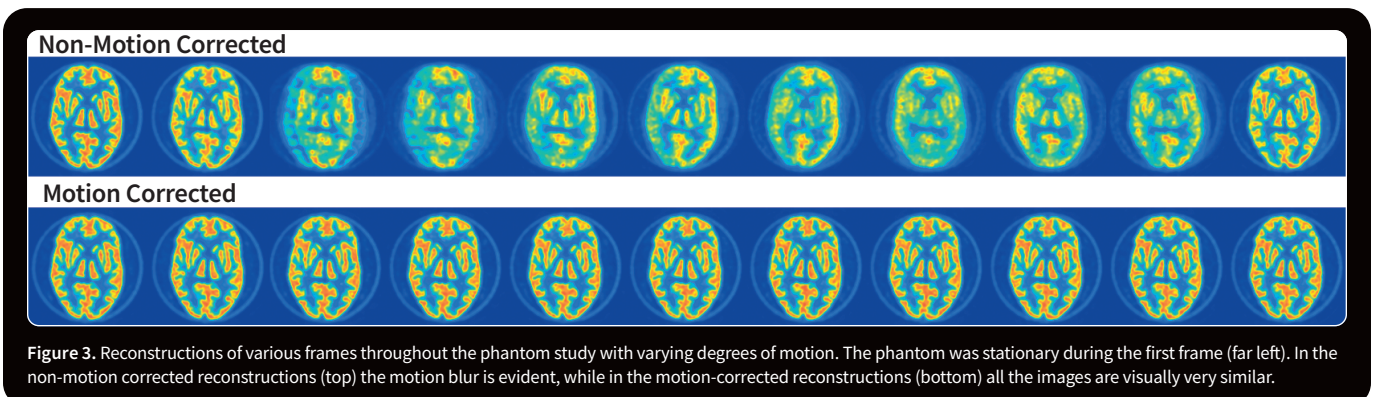 Non-Motion Corrected
Motion Corrected
Figure 3. Reconstructions of various frames throughout the phantom study with varying degrees of motion. The phantom was stationary during the first frame (far left). In the
non-motion corrected reconstructions (top) the motion blur is evident, while in the motion-corrected reconstructions (bottom) all the images are visually very similar.